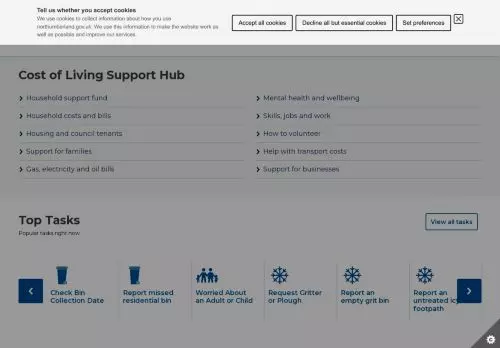 Tell us whether you accept cookies
We use cookies to collect information about how you use
northumberland.gov.uk. We use this information to make the website work as
well as possible and improve our services.
Accept all cookies
Decline all but essential cookies
Set preferences
Cost of Living Support Hub
Household support fund
Mental health and wellbeing
Household costs and bills
Skills, jobs and work
Housing and council tenants
How to volunteer
Support for families
Help with transport costs
Gas, electricity and oil bills
Support for businesses
Top Tasks
Popular tasks right now
View all tasks
Check Bin
Collection Date
Report missed
residential bin
Worried About
an Adult or Child
Request Gritter
or Plough
Report an
empty grit bin
Report an
untreated icy
footpath